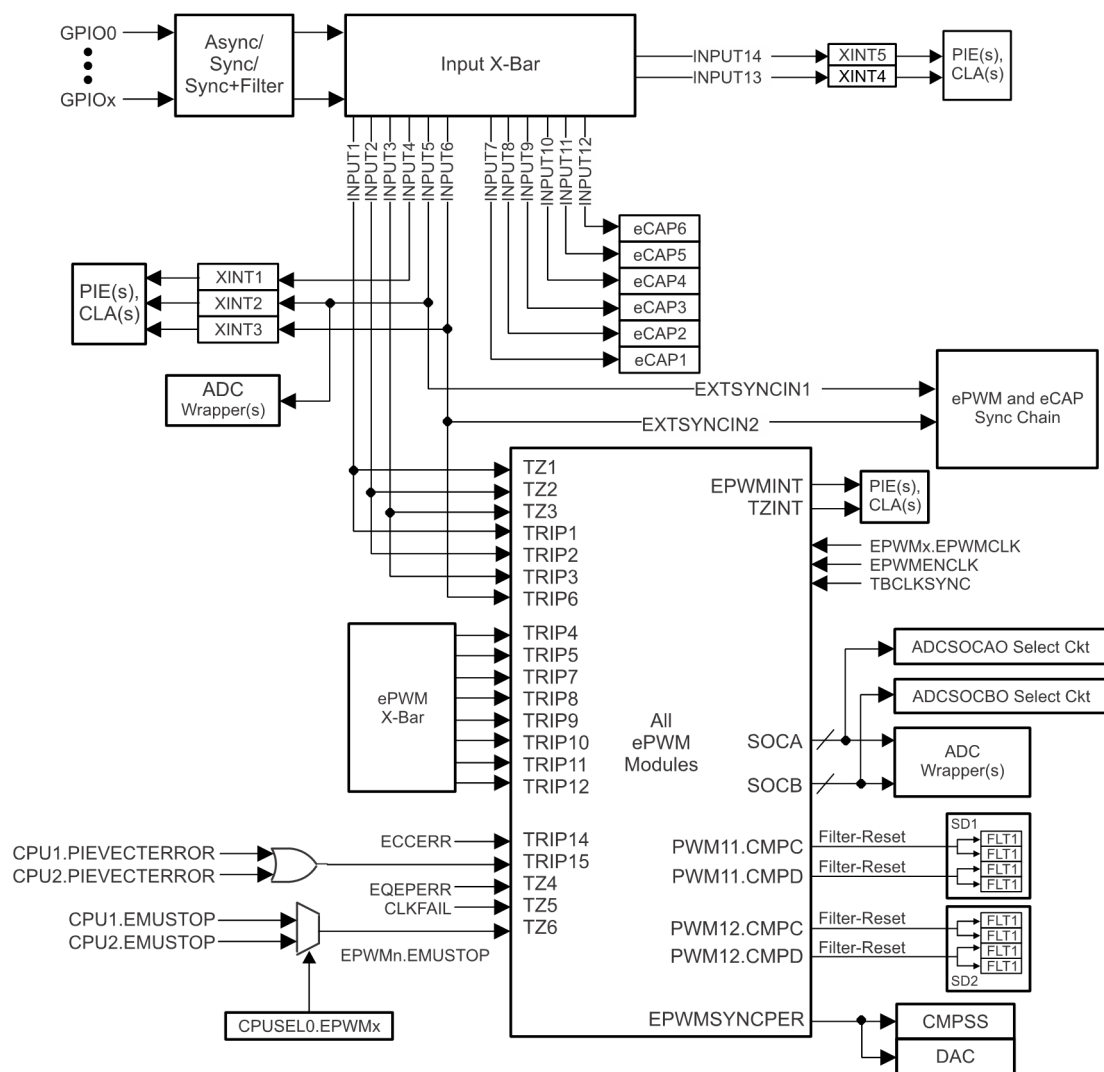 GPIO0
GPIOx
Async/
Sync/
Sync+Filter
Input X-Bar
INPUT14
INPUT13
XINT5
XINT4
PIE(s),
CLA(s)
INPUT1
INPUT2
INPUT3
INPUT4
INPUT5
INPUT6
INPUT7
INPUT8
INPUT9
INPUT10
INPUT11
INPUT12
eCAP6
eCAP5
eCAP4
eCAP3
eCAP2
eCAP1
PIE(s),
CLA(s)
XINT1
XINT2
XINT3
ADC
Wrapper(s)
EXTSYNCIN1
EXTSYNCIN2
ePWM and eCAP
Sync Chain
TZ1
TZ2
TZ3
TRIP1
TRIP2
TRIP3
TRIP6
EPWMINT
TZINT
PIE(s),
CLA(s)
EPWMx.EPWMCLK
EPWMENCLK
TBCLKSYNC
ePWM
X-Bar
TRIP4
TRIP5
TRIP7
TRIP8
TRIP9
TRIP10
TRIP11
TRIP12
All
ePWM
Modules
ADCSOCAO Select Ckt
ADCSOCBO Select Ckt
SOCA
SOCB
ADC
Wrapper(s)
CPU1.PIEVECTERROR
CPU2.PIEVECTERROR
ECCERR
EQEPERR
CLKFAIL
TRIP14
TRIP15
TZ4
TZ5
TZ6
CPU1.EMUSTOP
CPU2.EMUSTOP
EPWMn.EMUSTOP
CPUSEL0.EPWMx
PWM11.CMPC
Filter-Reset
PWM11.CMPD
Filter-Reset
SD1
FLT1
FLT1
FLT1
FLT1
PWM12.CMPC
Filter-Reset
PWM12.CMPD
Filter-Reset
FLT1
FLT1
FLT1
FLT1
SD2
EPWMSYNCPER
CMPSS
DAC